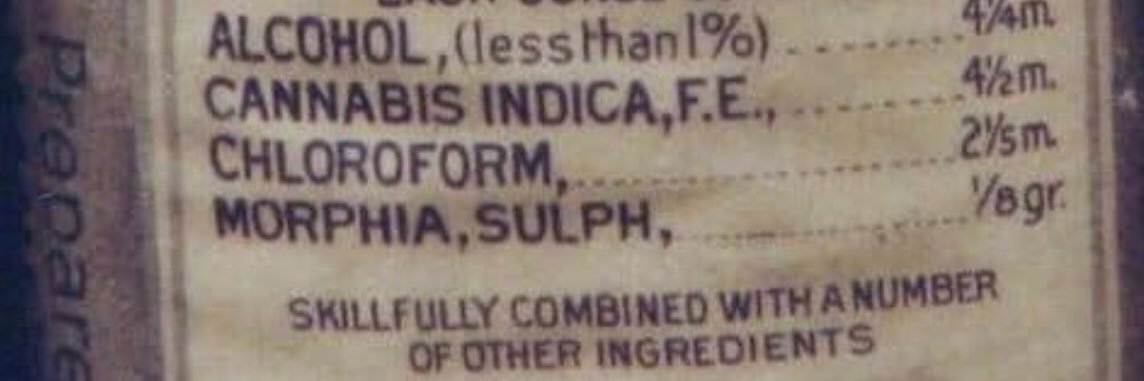 ALCOHOL, (less than 1%) 4¼m.
CANNABIS INDICA, F.E., 4½m.
CHLOROFORM, 2⅕m.
MORPHIA, SULPH, ⅛gr.
SKILLFULLY COMBINED WITH A NUMBER
OF OTHER INGREDIENTS
Prepare